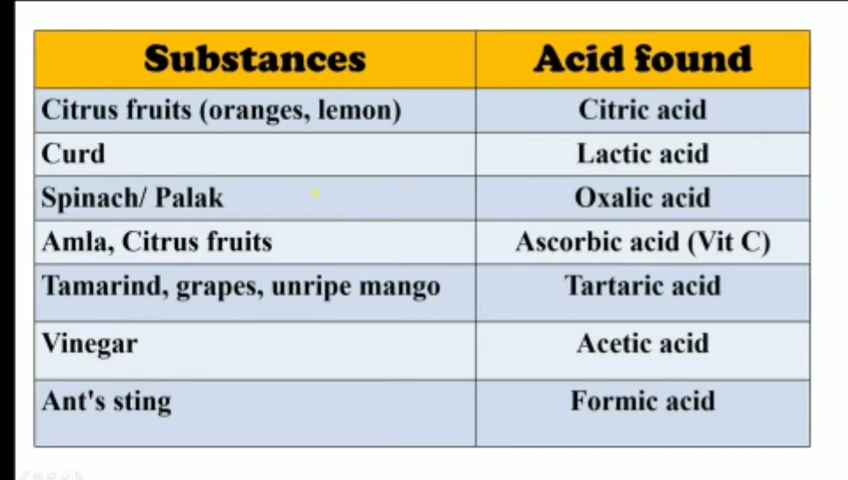 Substances Acid found
Citrus fruits (oranges, lemon) Citric acid
Curd Lactic acid
Spinach/ Palak Oxalic acid
Amla, Citrus fruits Ascorbic acid (Vit C)
Tamarind, grapes, unripe mango Tartaric acid
Vinegar Acetic acid
Ant's sting Formic acid